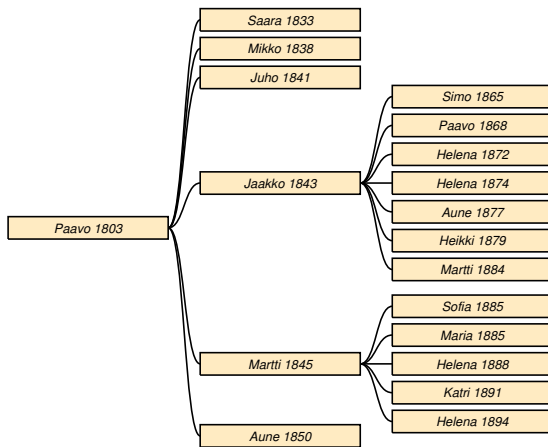 Paavo 1803
Saara 1833
Mikko 1838
Juho 1841
Jaakko 1843
Simo 1865
Paavo 1868
Helena 1872
Helena 1874
Aune 1877
Heikki 1879
Martti 1884
Martti 1845
Sofia 1885
Maria 1885
Helena 1888
Katri 1891
Helena 1894
Aune 1850